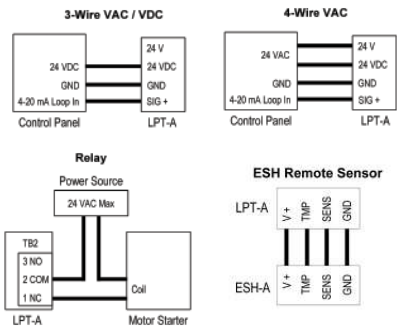 3-Wire VAC / VDC
24 V
24 VDC
24 VDC
GND
GND
4-20 mA Loop In
SIG +
Control Panel
LPT-A
4-Wire VAC
24 VAC
24 V
24 VDC
GND
GND
4-20 mA Loop In
SIG +
Control Panel
LPT-A
Relay
Power Source
24 VAC Max
TB2
3 NO
2 COM
1 NC
Coil
LPT-A
Motor Starter
ESH Remote Sensor
LPT-A
V +
TMP
SENS
GND
ESH-A
V +
TMP
SENS
GND